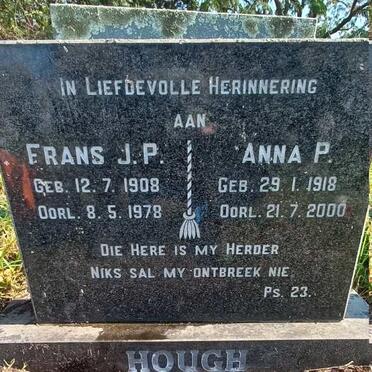 In Liefdevolle Herinnering
aan
Frans J.P. Anna P.
Geb. 12.7.1908 Geb. 29.1.1918
Oorl. 8.5.1978 Oorl. 21.7.2000
Die Here is my Herder
Niks sal my ontbreek nie.
Ps. 23.
HOUGH